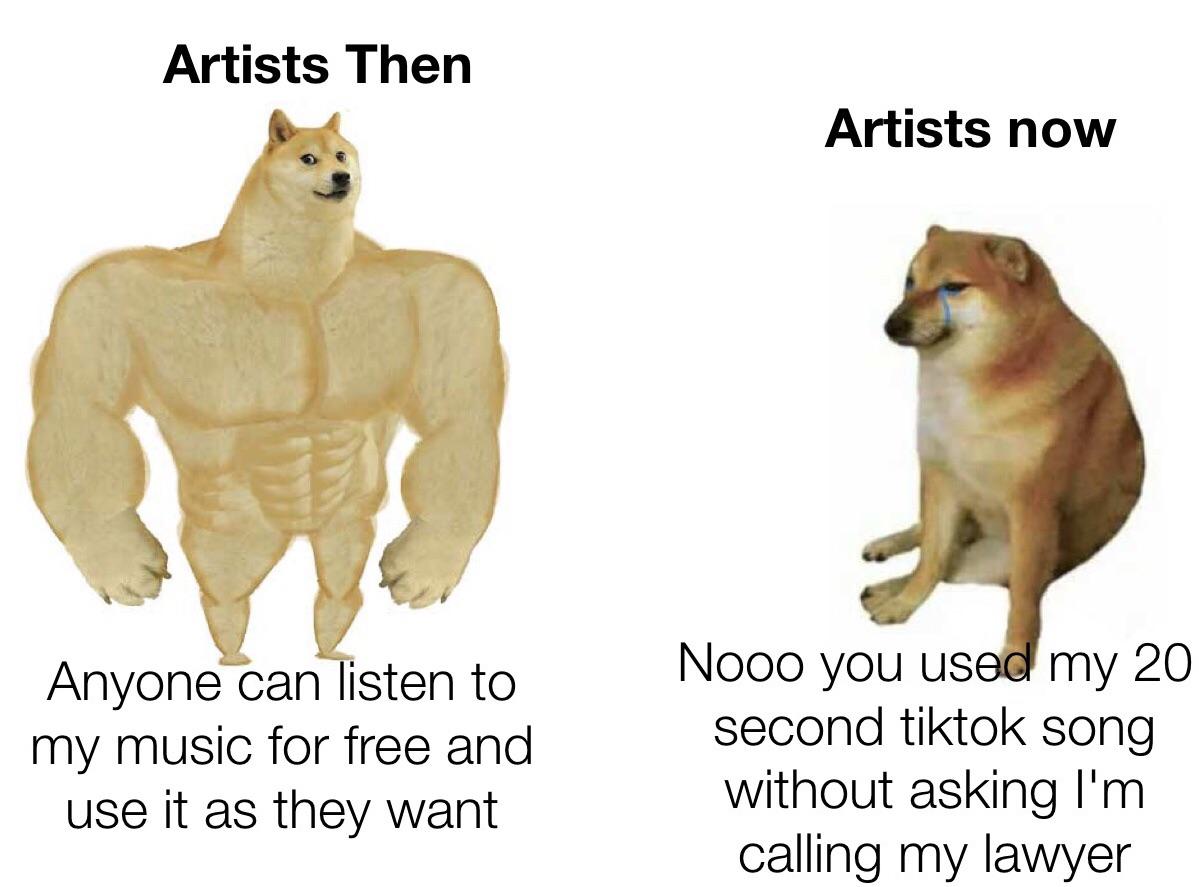 Artists Then
Anyone can listen to
my music for free and
use it as they want
Artists now
Nooo you used my 20
second tiktok song
without asking I'm
calling my lawyer